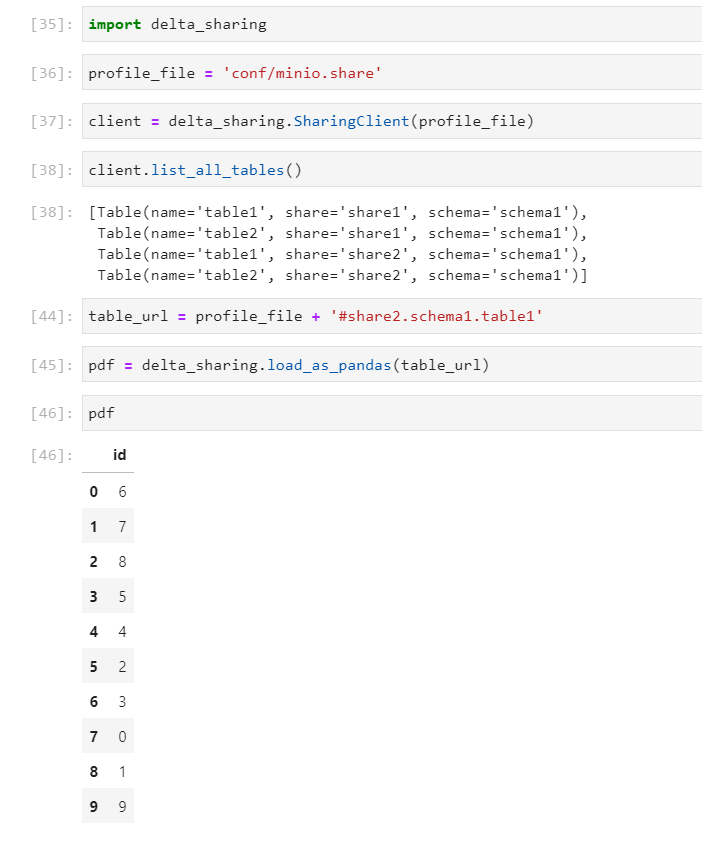 [35]: import delta_sharing
[36]: profile_file = 'conf/minio.share'
[37]: client = delta_sharing.SharingClient(profile_file)
[38]: client.list_all_tables()
[38]: [Table(name='table1', share='share1', schema='schema1'),
Table(name='table2', share='share1', schema='schema1'),
Table(name='table1', share='share2', schema='schema1'),
Table(name='table2', share='share2', schema='schema1')]
[44]: table_url = profile_file + '#share2.schema1.table1'
[45]: pdf = delta_sharing.load_as_pandas(table_url)
[46]: pdf
[46]: id
0 6
1 7
2 8
3 5
4 4
5 2
6 3
7 0
8 1
9 9